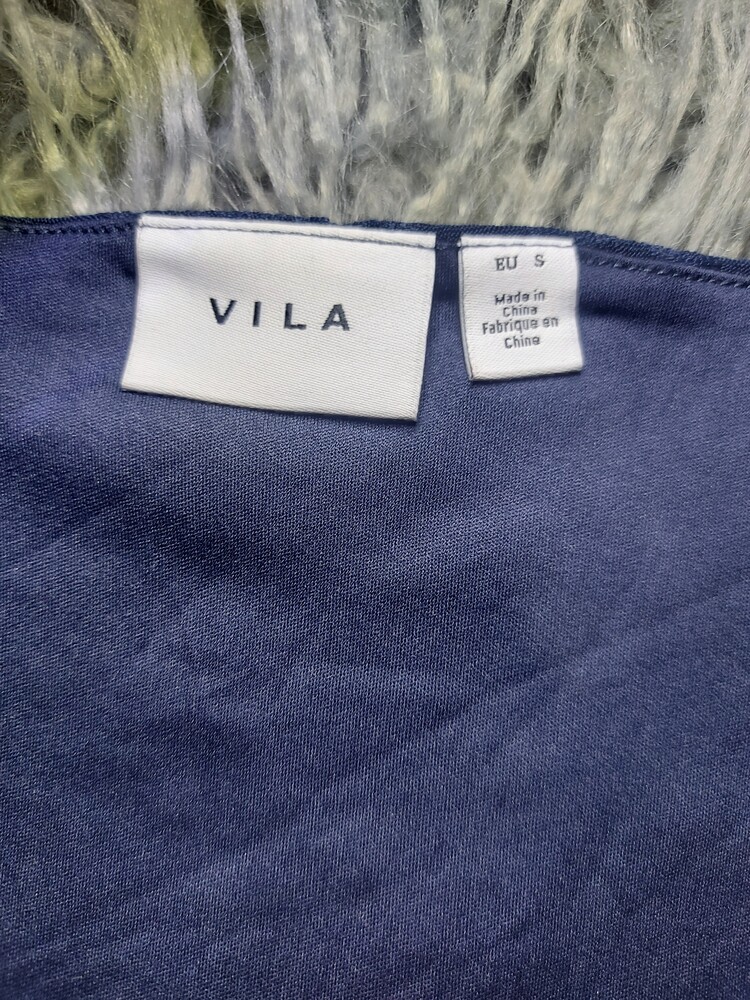 VILA
EU S
Made in
China
Fabrique en
Chine